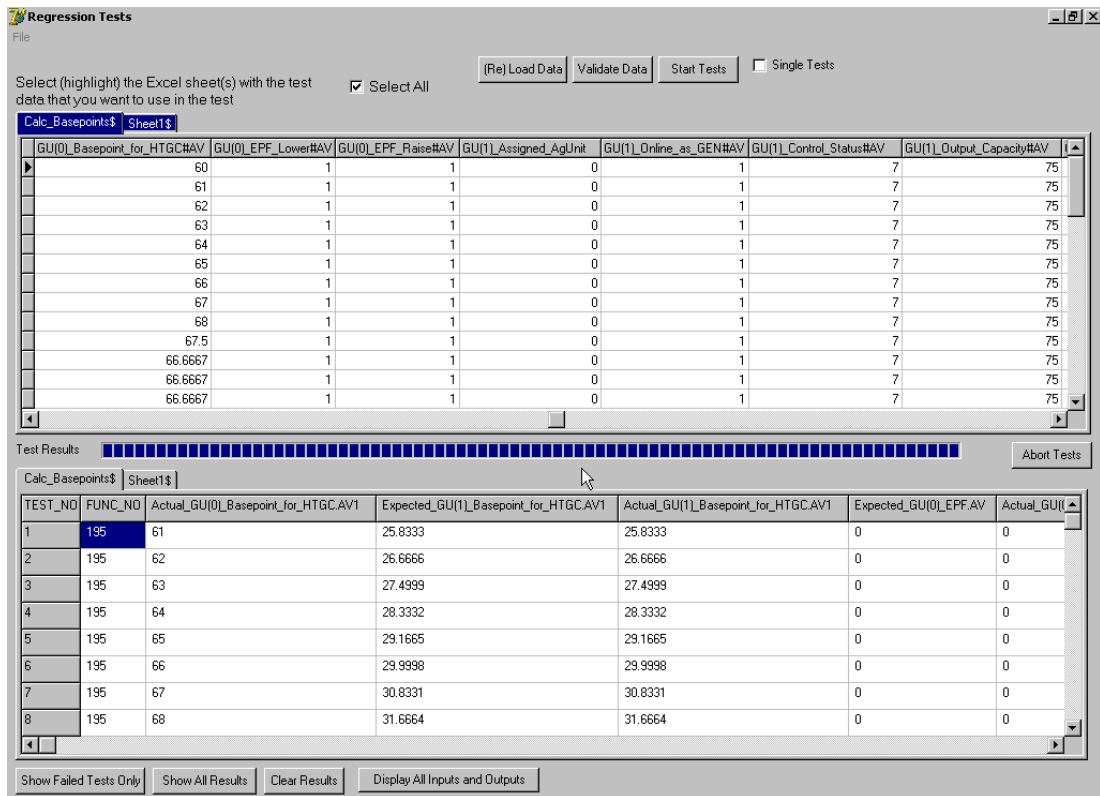 Regression Tests
File
(Re) Load Data Validate Data Start Tests Single Tests
Select (highlight) the Excel sheet(s) with the test
data that you want to use in the test
Select All
Calc_Basepoints$ Sheet1$
GU(0)_Basepoint_for_HTGC#AV GU(0)_EPF_Lower#AV GU(0)_EPF_Raise#AV GU(1)_Assigned_AgUnit GU(1)_Online_as_GEN#AV GU(1)_Control_Status#AV GU(1)_Output_Capacity#AV
60 1 1 0 1 7 75
61 1 1 0 1 7 75
62 1 1 0 1 7 75
63 1 1 0 1 7 75
64 1 1 0 1 7 75
65 1 1 0 1 7 75
66 1 1 0 1 7 75
67 1 1 0 1 7 75
68 1 1 0 1 7 75
67.5 1 1 0 1 7 75
66.6667 1 1 0 1 7 75
66.6667 1 1 0 1 7 75
66.6667 1 1 0 1 7 75
Test Results Abort Tests
Calc_Basepoints$ Sheet1$
TEST_NO FUNC_NO Actual_GU(0)_Basepoint_for_HTGC.AV1 Expected_GU(1)_Basepoint_for_HTGC.AV1 Actual_GU(1)_Basepoint_for_HTGC.AV1 Expected_GU(0)_EPF.AV Actual_GU(
1 195 61 25.8333 25.8333 0 0
2 195 62 26.6666 26.6666 0 0
3 195 63 27.4999 27.4999 0 0
4 195 64 28.3332 28.3332 0 0
5 195 65 29.1665 29.1665 0 0
6 195 66 29.9998 29.9998 0 0
7 195 67 30.8331 30.8331 0 0
8 195 68 31.6664 31.6664 0 0
Show Failed Tests Only Show All Results Clear Results Display All Inputs and Outputs